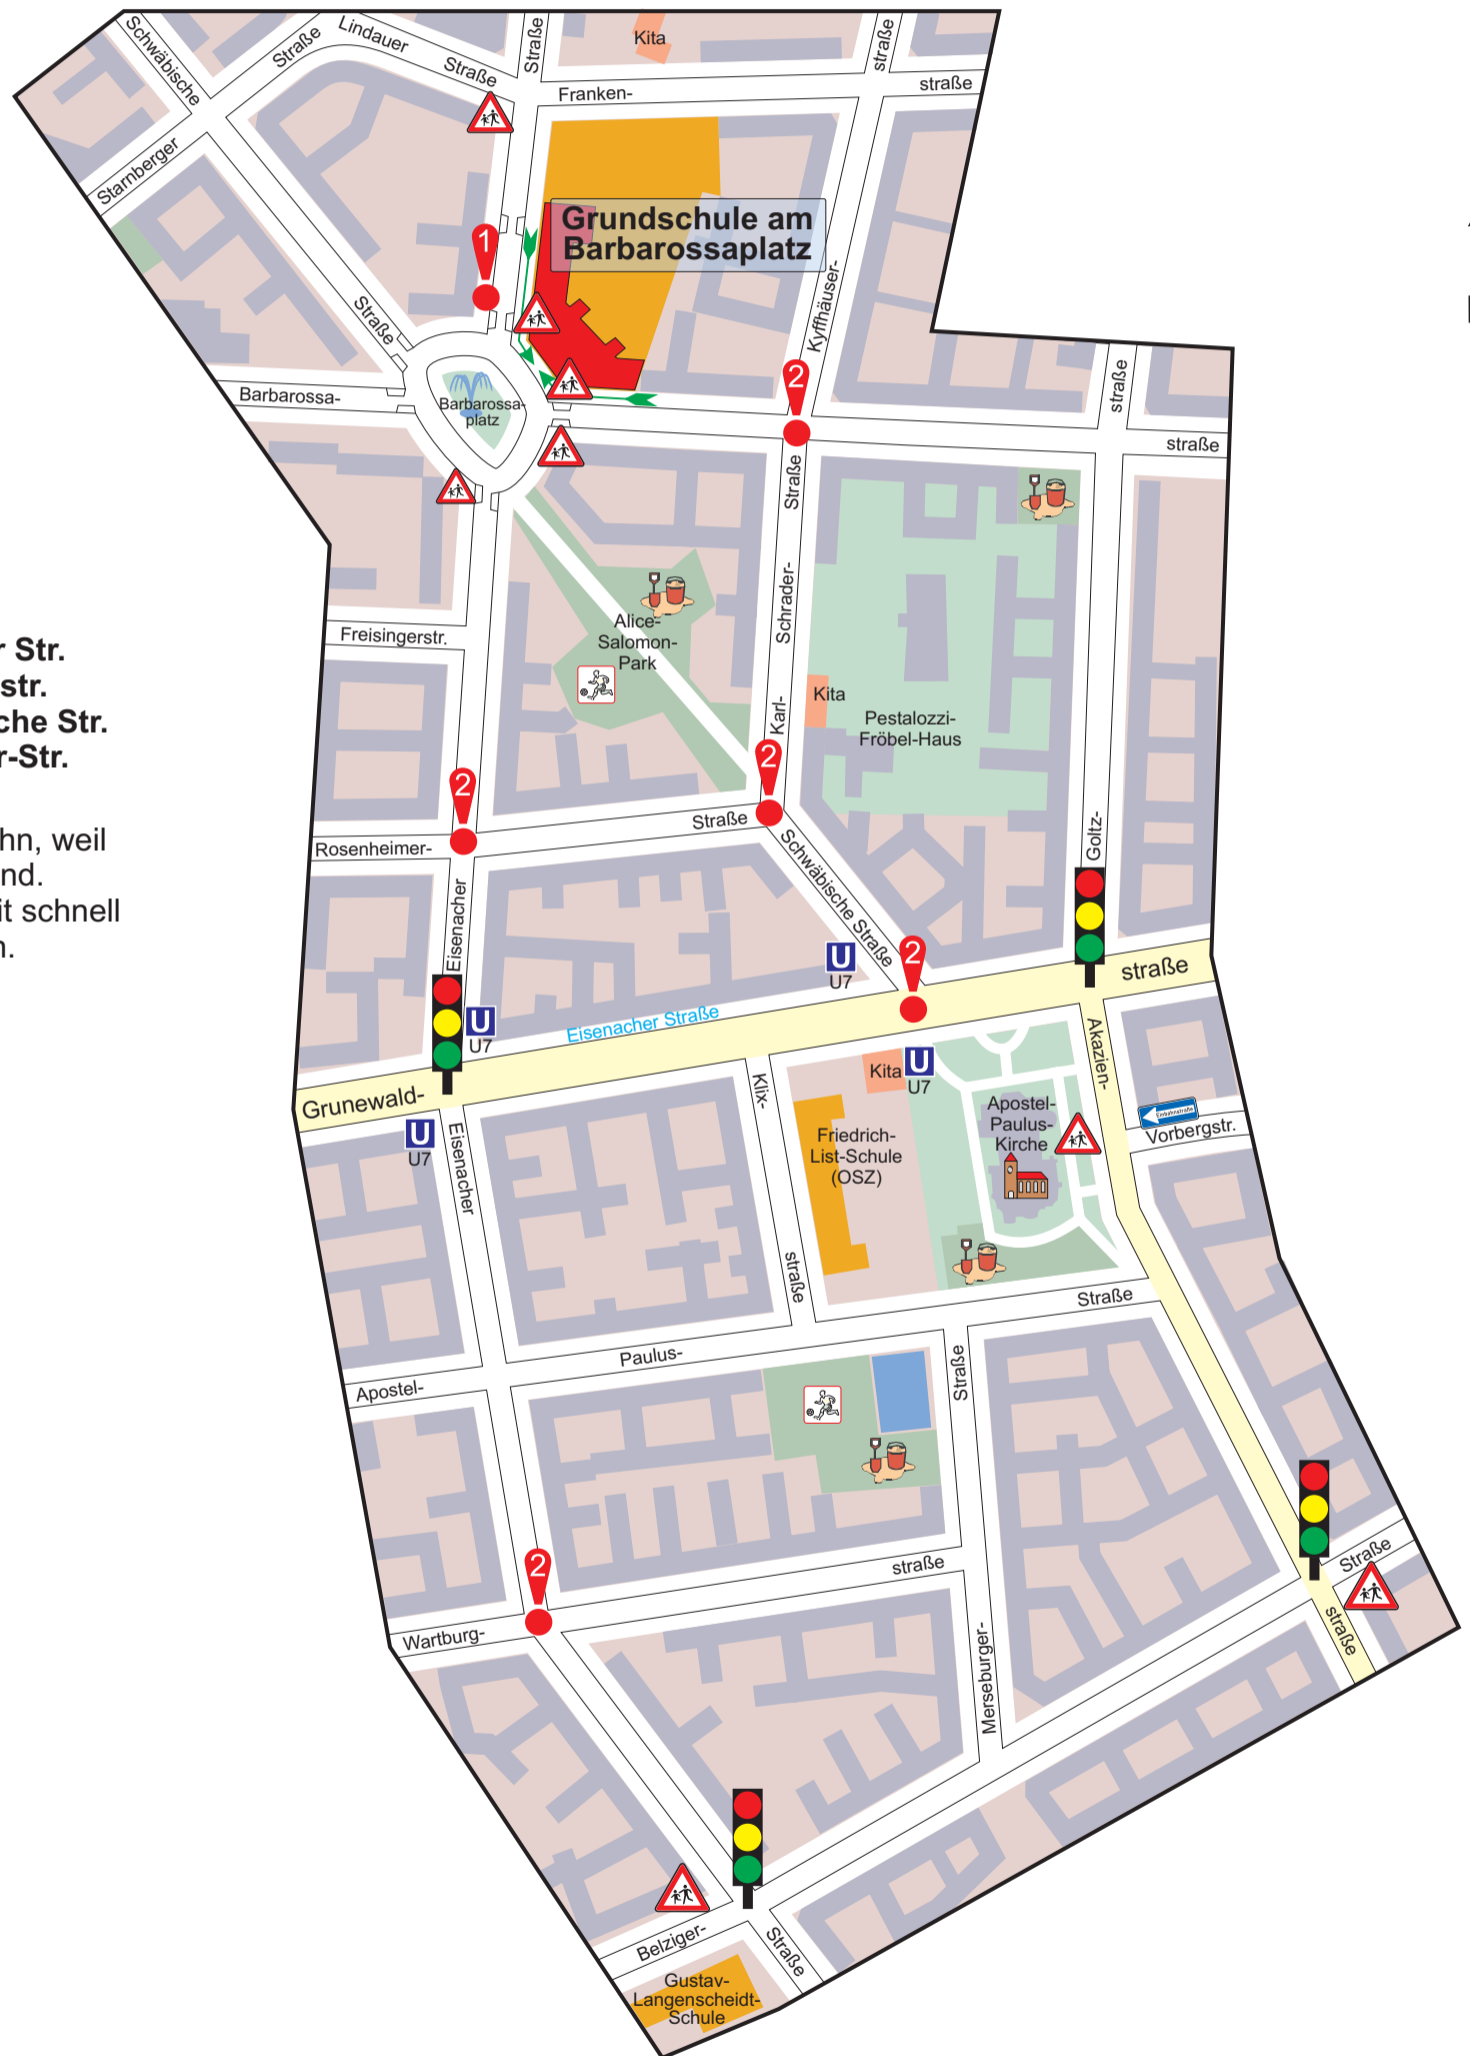 Kita
Schwäbische
Straße
Lindauer
Straße
Straße
straße
Franken-
straße
Starnberger
Grundschule am
Barbarossaplatz
1
Kyffhäuser-
Straße
Barbarossa-
Barbarossa-
platz
2
straße
straße
Straße
Schrader-
Karl-
Alice-
Salomon-
Park
Freisingerstr.
Kita
Pestalozzi-
Fröbel-Haus
r Str.
str.
che Str.
r-Str.
hn, weil
nd.
it schnell
n.
2
2
Straße
Rosenheimer-
Schwäbische Straße
Goltz-
Eisenacher
2
U
U7
straße
U
U7
Eisenacher Straße
Grunewald-
U
U7
Eisenacher
Klix-
straße
Kita
U
U7
Akazien-
Friedrich-
List-Schule
(OSZ)
Apostel-
Paulus-
Kirche
Einbahnstraße
Vorbergstr.
Straße
Paulus-
Apostel-
Straße
2
straße
Wartburg-
Merseburger-
Straße
straße
Belziger-
Straße
Gustav-
Langenscheidt-
Schule